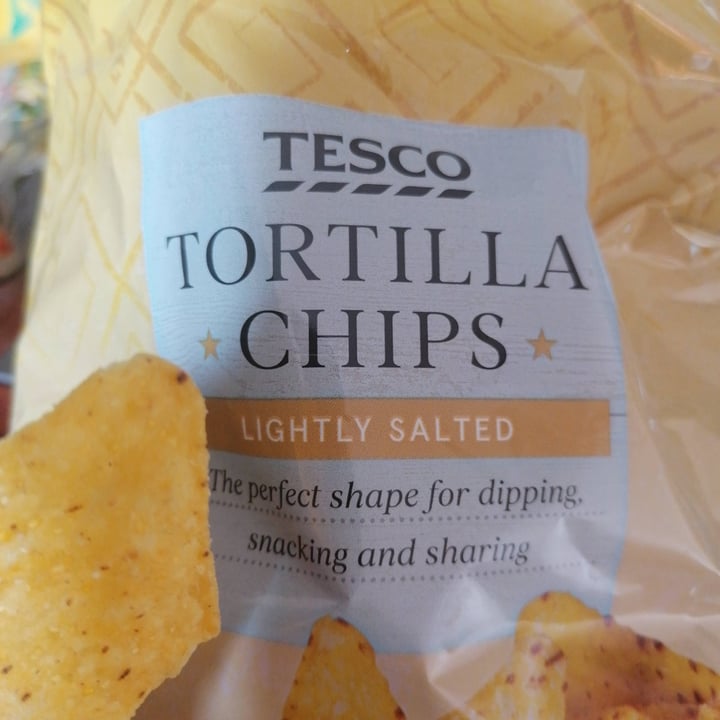 TESCO
TORTILLA
CHIPS
LIGHTLY SALTED
The perfect shape for dipping,
snacking and sharing